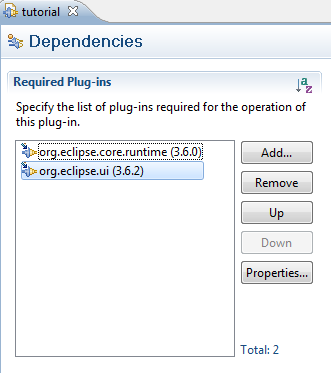 tutorial
Dependencies
Required Plug-ins
Specify the list of plug-ins required for the operation of
this plug-in.
org.eclipse.core.runtime (3.6.0)
org.eclipse.ui (3.6.2)
Add...
Remove
Up
Down
Properties...
Total: 2